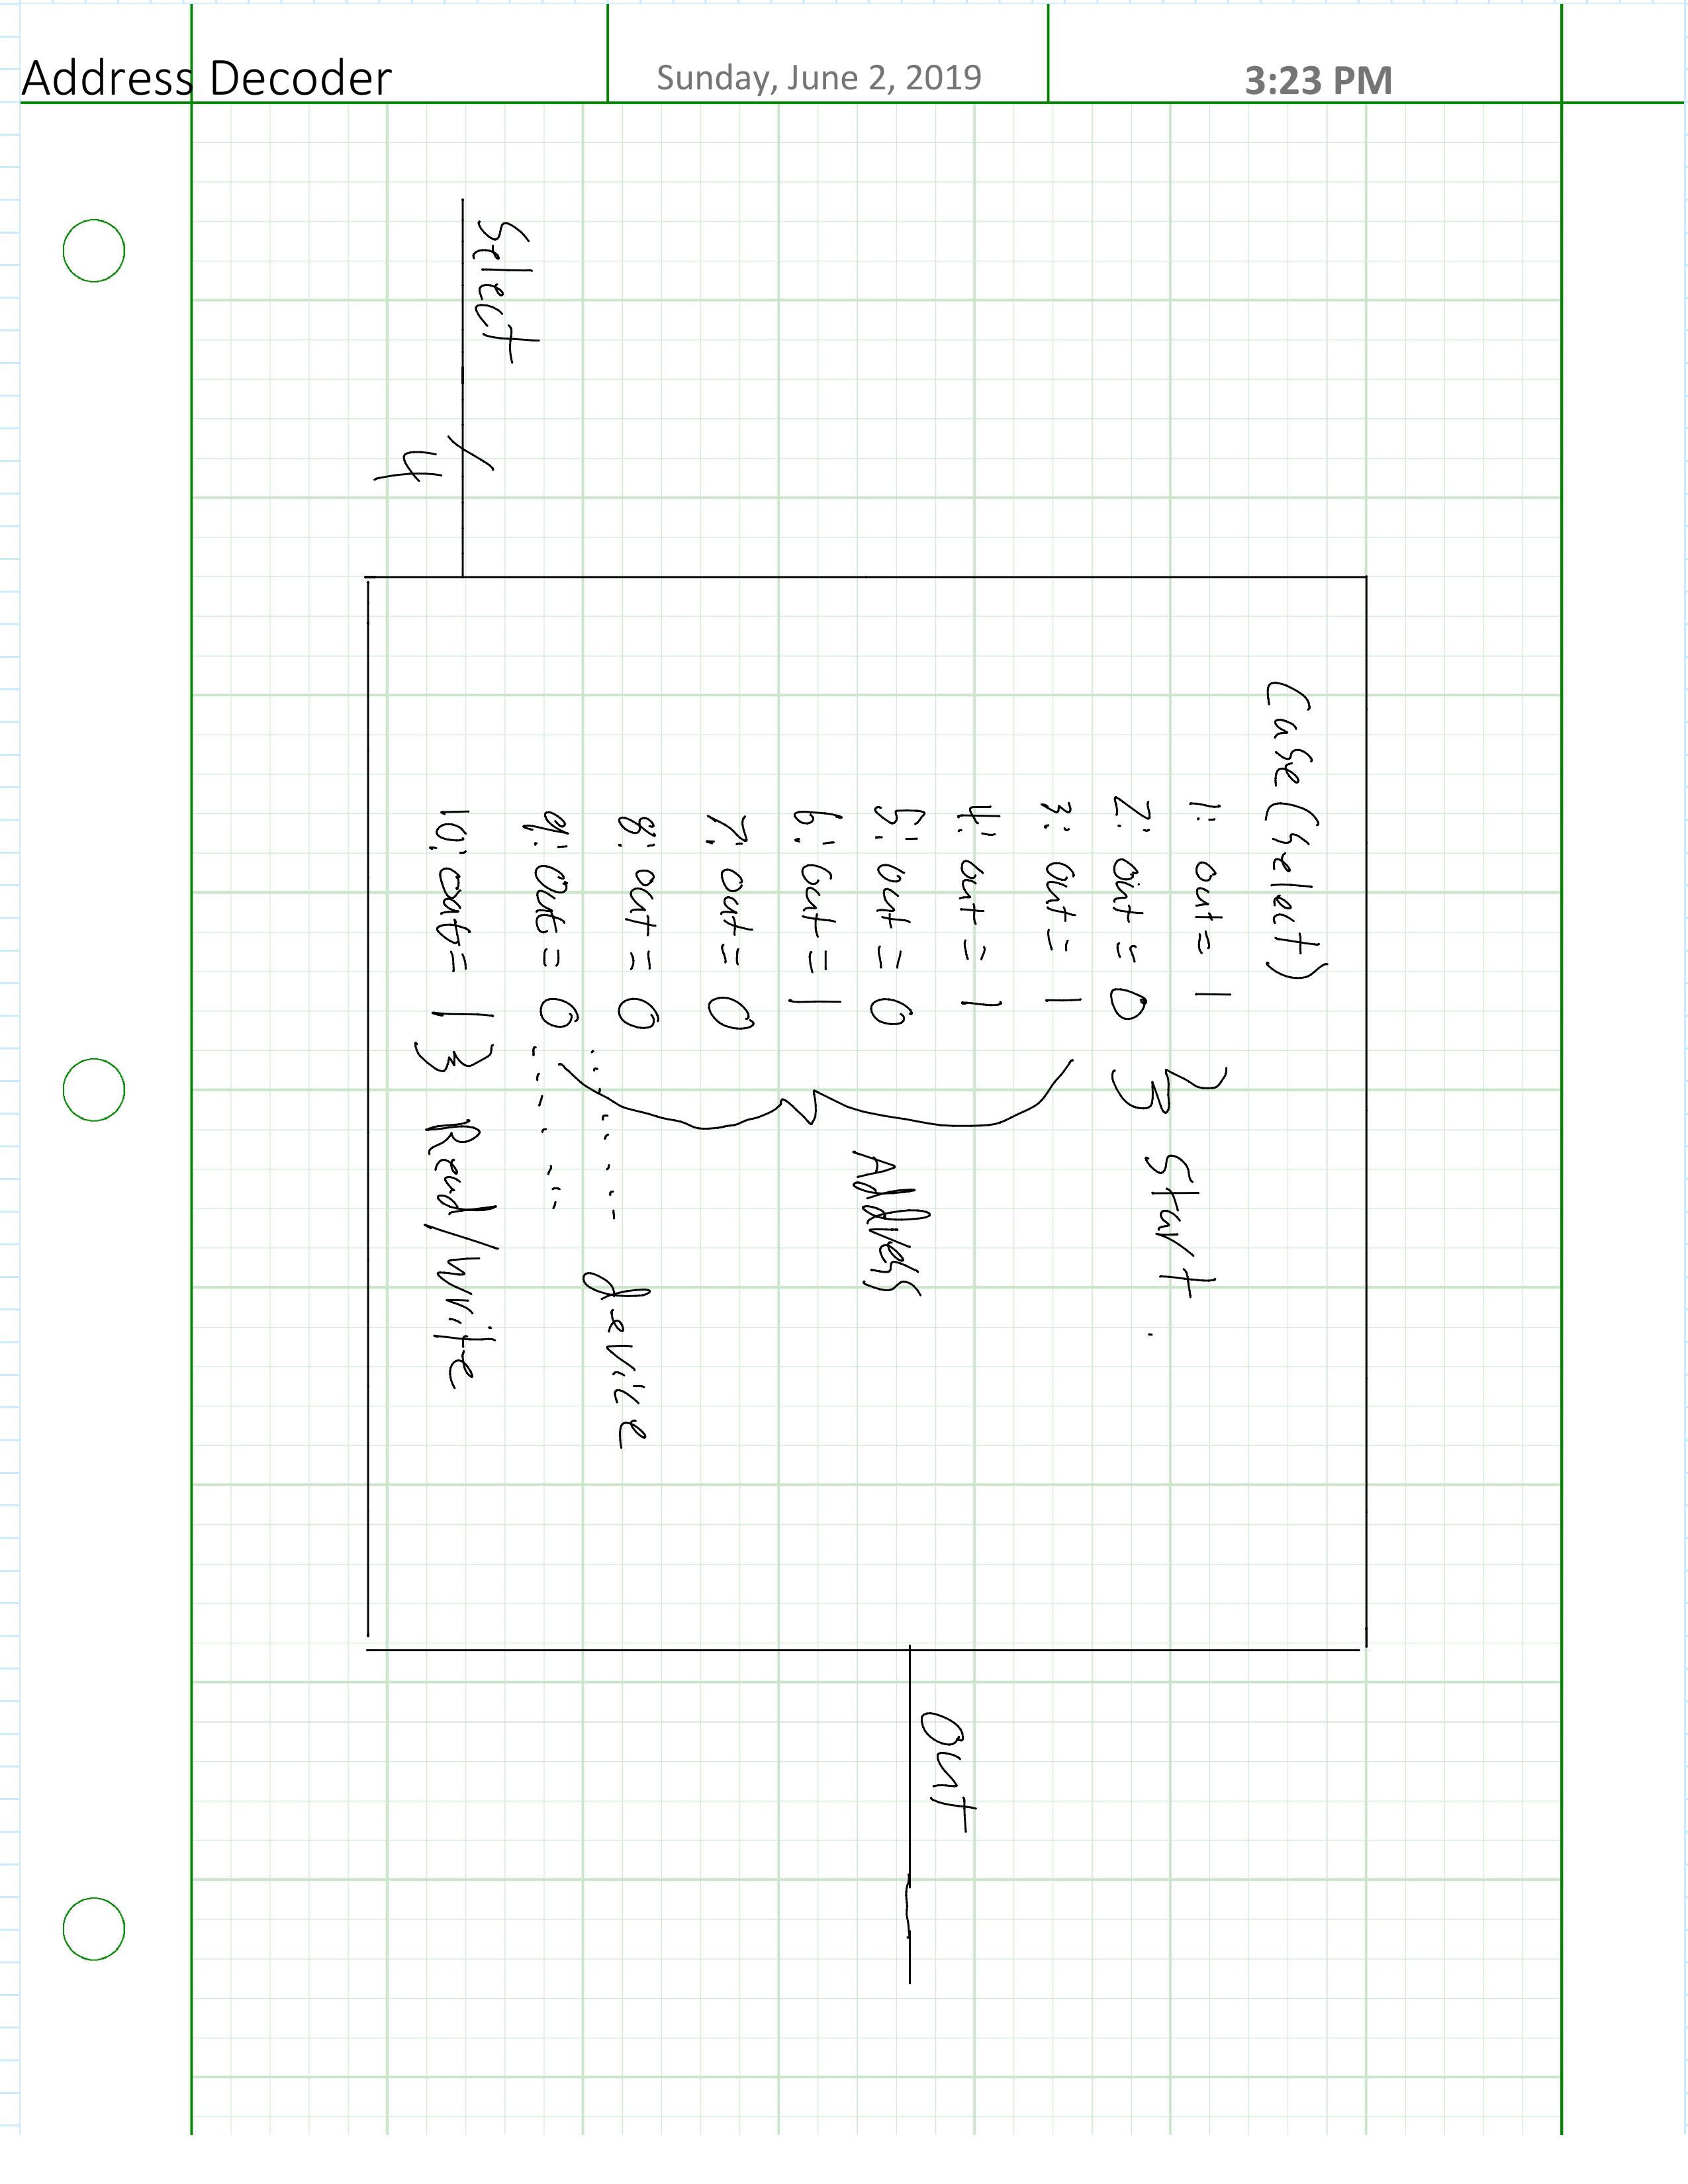 Address Decoder
Sunday, June 2, 2019
3:23 PM
Case(select)
1: out = 1
2: out = 0
} Start.
3: out = 1
4: out = 1
5: out = 0
6: out = 1
7: out = 0
8: out = 0
9: out = 0
} Address
device
10: out = 1 } Read/Write
Select
4
out